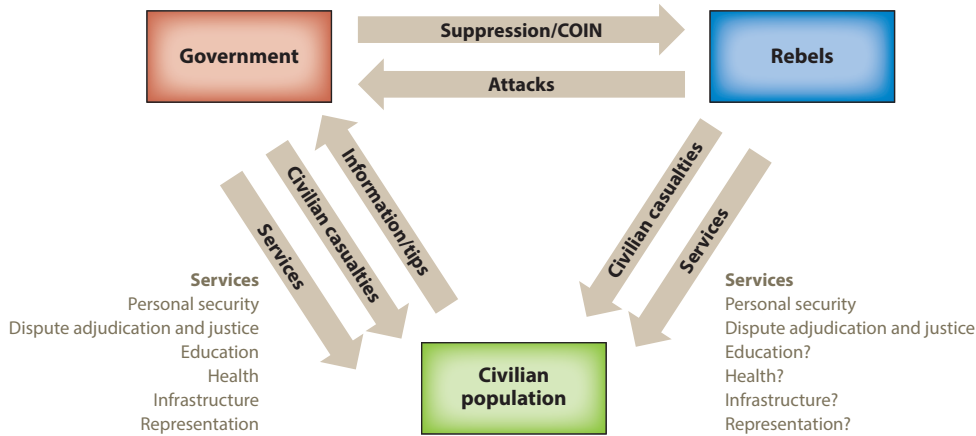 Government
Suppression/COIN
Rebels
Attacks
Services
Civilian casualties
Information/tips
Civilian casualties
Services
Services
Personal security
Dispute adjudication and justice
Education
Health
Infrastructure
Representation
Civilian
population
Services
Personal security
Dispute adjudication and justice
Education?
Health?
Infrastructure?
Representation?